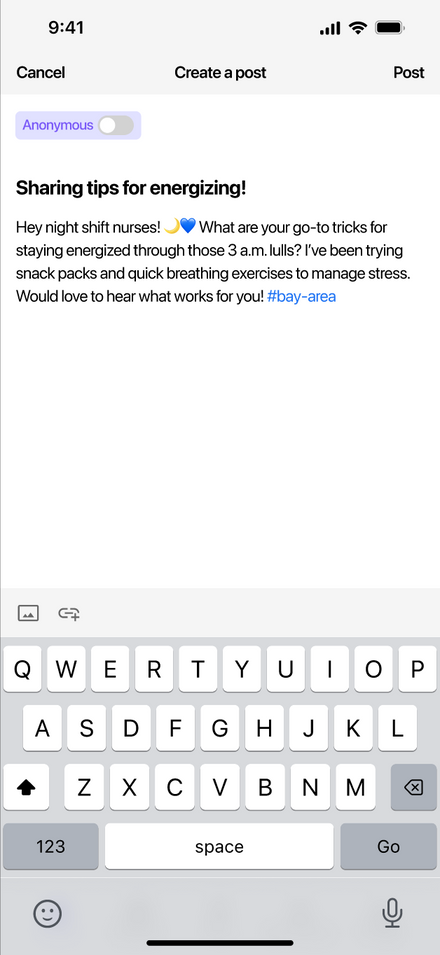 9:41
Cancel Create a post Post
Anonymous
Sharing tips for energizing!
Hey night shift nurses! 🌙💙 What are your go-to tricks for
staying energized through those 3 a.m. lulls? I’ve been trying
snack packs and quick breathing exercises to manage stress.
Would love to hear what works for you! #bay-area
Q W E R T Y U I O P
A S D F G H J K L
Z X C V B N M
123 space Go